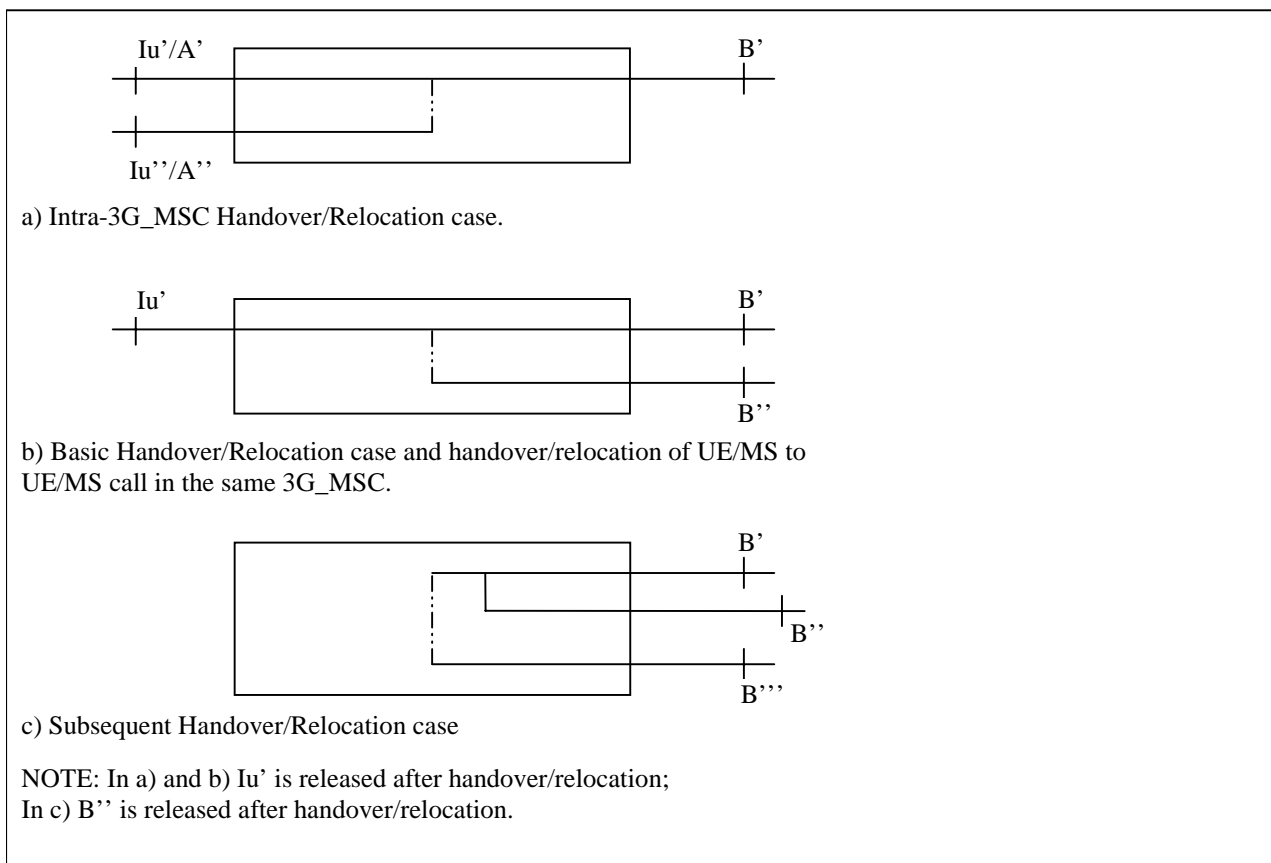 Iu’/A’ B’
Iu’’/A’’
a) Intra-3G_MSC Handover/Relocation case.
Iu’ B’
B’’
b) Basic Handover/Relocation case and handover/relocation of UE/MS to
UE/MS call in the same 3G_MSC.
B’
B’’
B’’’
c) Subsequent Handover/Relocation case
NOTE: In a) and b) Iu’ is released after handover/relocation;
In c) B’’ is released after handover/relocation.